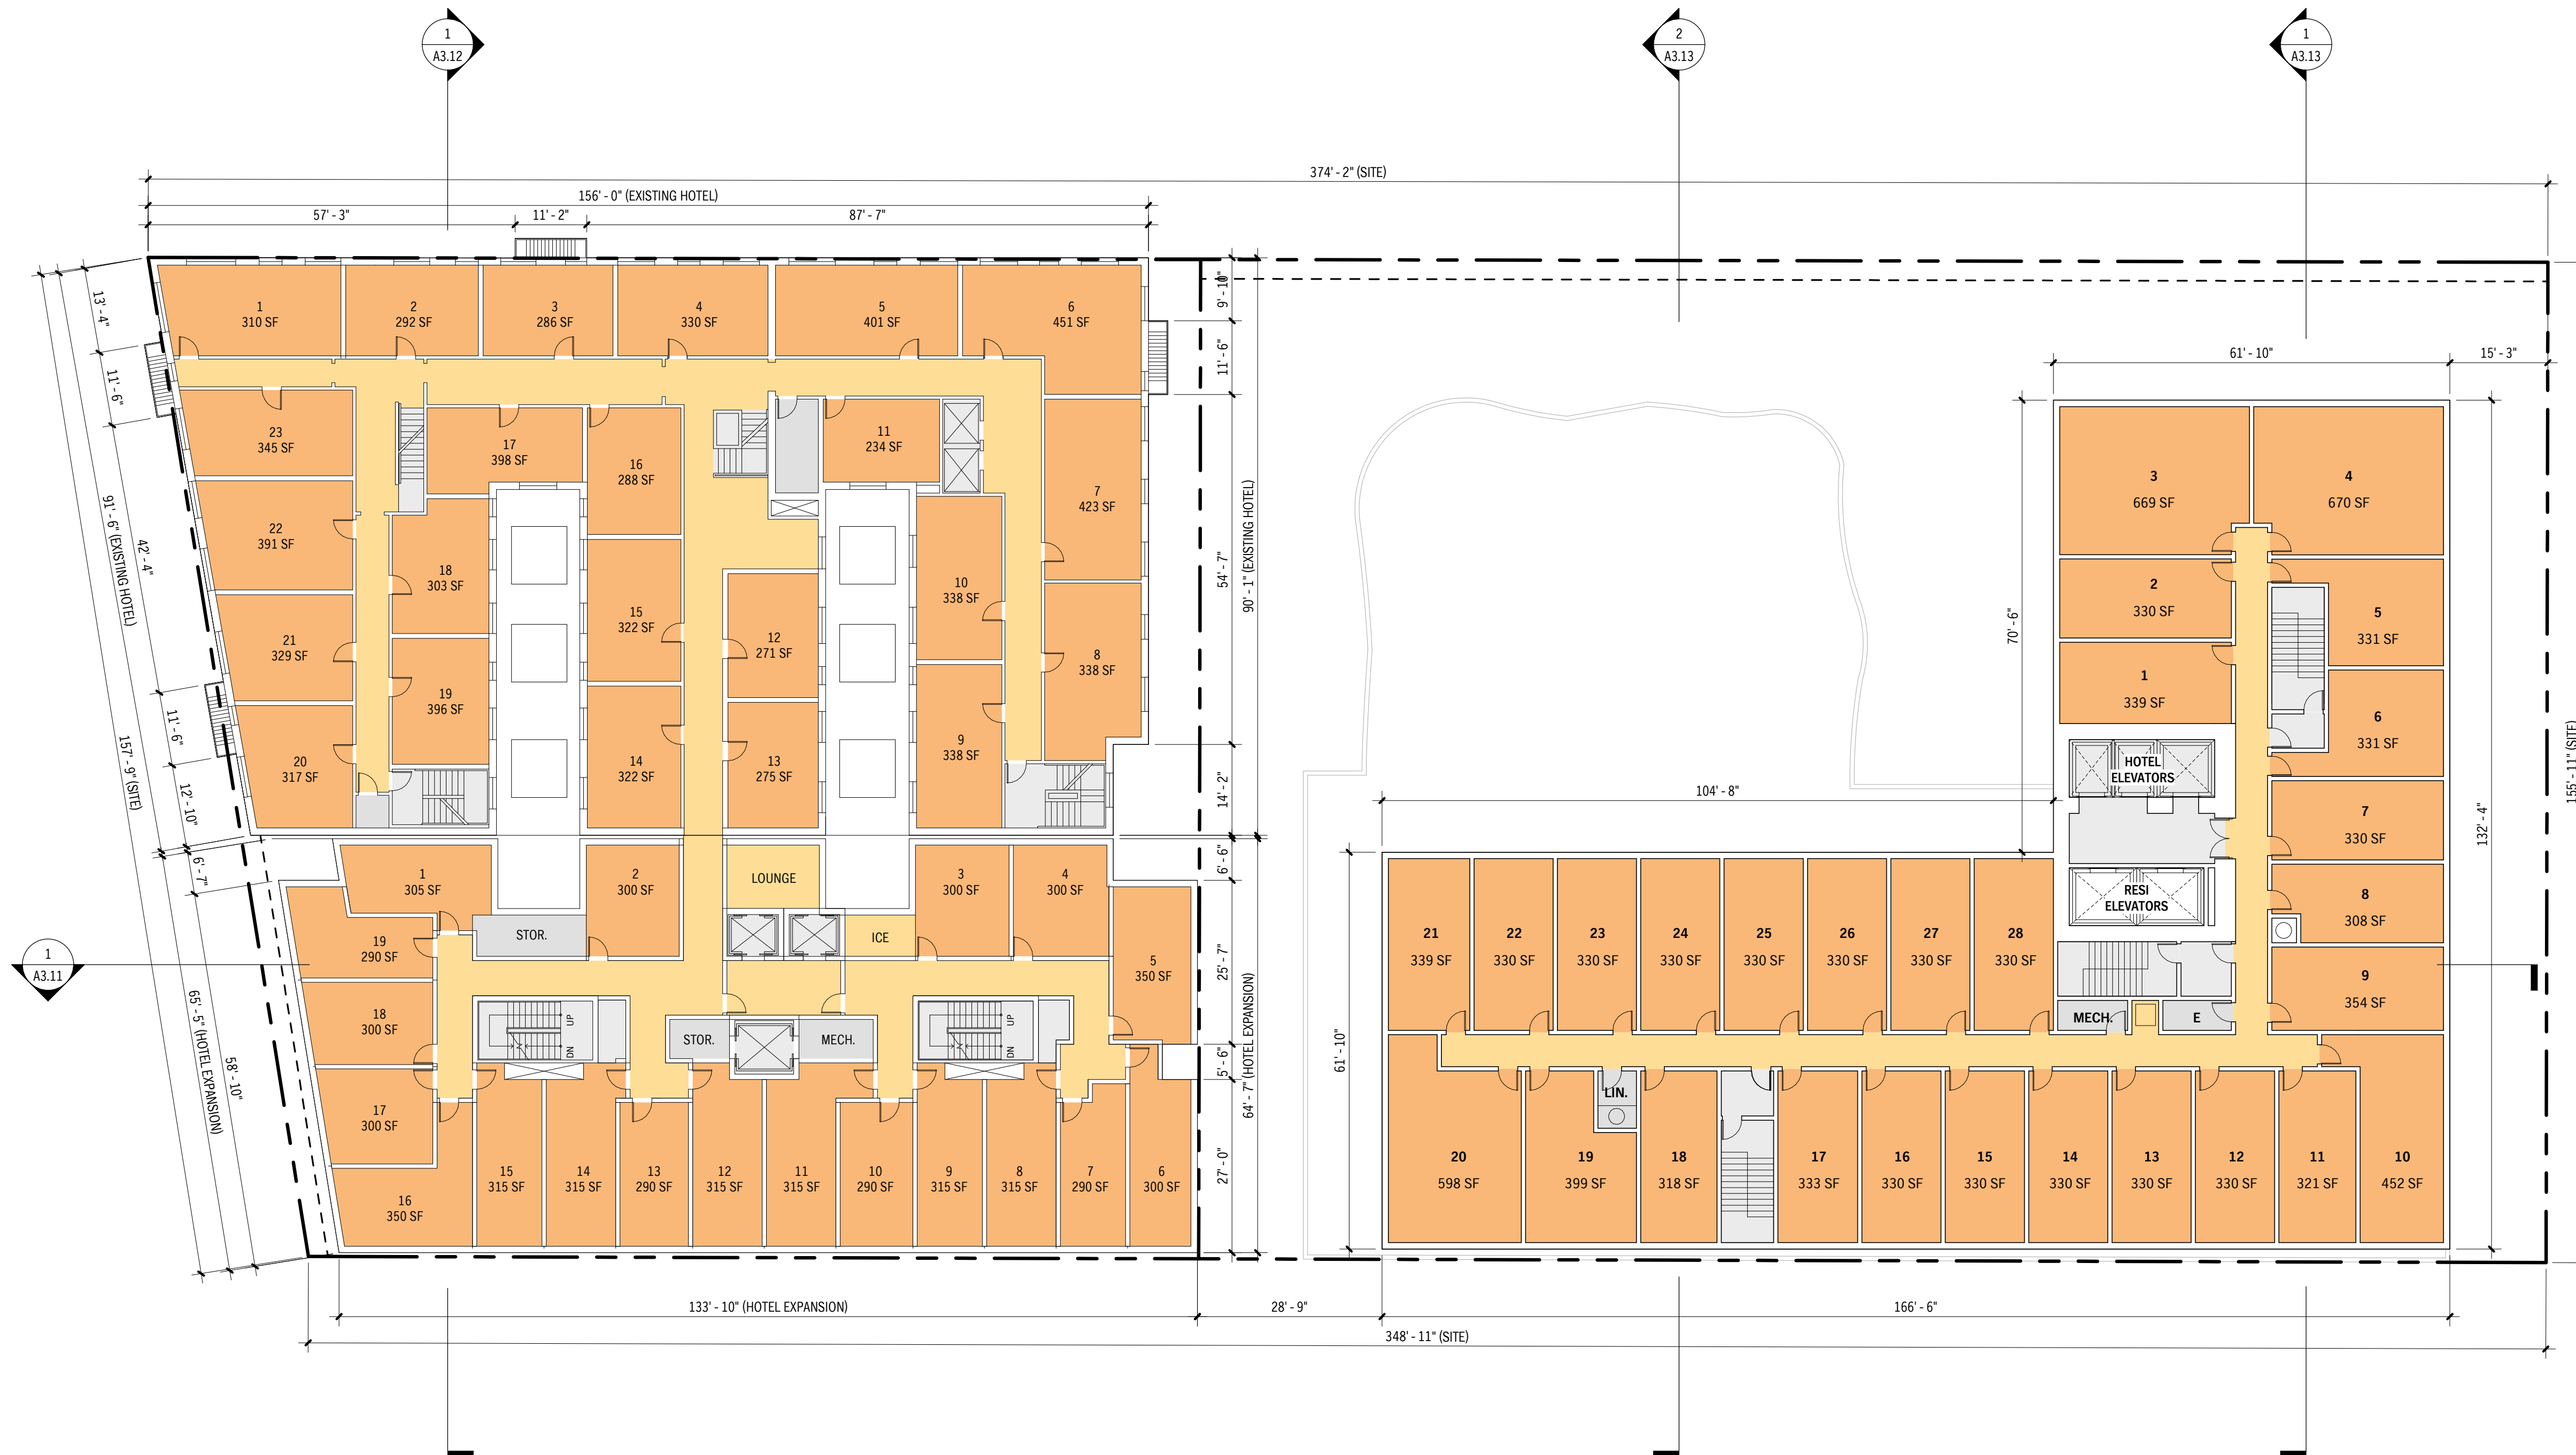 1
A3.12
2
A3.13
1
A3.13
374' - 2" (SITE)
156' - 0" (EXISTING HOTEL)
57' - 3"
11' - 2"
87' - 7"
61' - 10"
15' - 3"
13' - 4"
11' - 6"
42' - 4"
11' - 6"
12' - 10"
6' - 7"
58' - 10"
91' - 6" (EXISTING HOTEL)
65' - 5" (HOTEL EXPANSION)
157' - 9" (SITE)
9' - 10"
11' - 6"
54' - 7"
14' - 2"
90' - 1" (EXISTING HOTEL)
6' - 6"
25' - 7"
5' - 6"
27' - 0"
64' - 7" (HOTEL EXPANSION)
1
310 SF
2
292 SF
3
286 SF
4
330 SF
5
401 SF
6
451 SF
23
345 SF
17
398 SF
16
288 SF
11
234 SF
7
423 SF
22
391 SF
18
303 SF
15
322 SF
12
271 SF
10
338 SF
8
338 SF
21
329 SF
19
396 SF
20
317 SF
14
322 SF
13
275 SF
9
338 SF
1
305 SF
2
300 SF
LOUNGE
3
300 SF
4
300 SF
STOR.
ICE
19
290 SF
5
350 SF
18
300 SF
UP
DN
STOR.
MECH.
UP
DN
17
300 SF
16
350 SF
15
315 SF
14
315 SF
13
290 SF
12
315 SF
11
315 SF
10
290 SF
9
315 SF
8
315 SF
7
290 SF
6
300 SF
1
A3.11
3
669 SF
4
670 SF
2
330 SF
5
331 SF
1
339 SF
6
331 SF
HOTEL
ELEVATORS
7
330 SF
RESI
ELEVATORS
8
308 SF
9
354 SF
MECH.
E
21
339 SF
22
330 SF
23
330 SF
24
330 SF
25
330 SF
26
330 SF
27
330 SF
28
330 SF
LIN.
20
598 SF
19
399 SF
18
318 SF
17
333 SF
16
330 SF
15
330 SF
14
330 SF
13
330 SF
12
330 SF
11
321 SF
10
452 SF
70' - 6"
104' - 8"
61' - 10"
132' - 4"
155' - 11" (SITE)
133' - 10" (HOTEL EXPANSION)
28' - 9"
166' - 6"
348' - 11" (SITE)